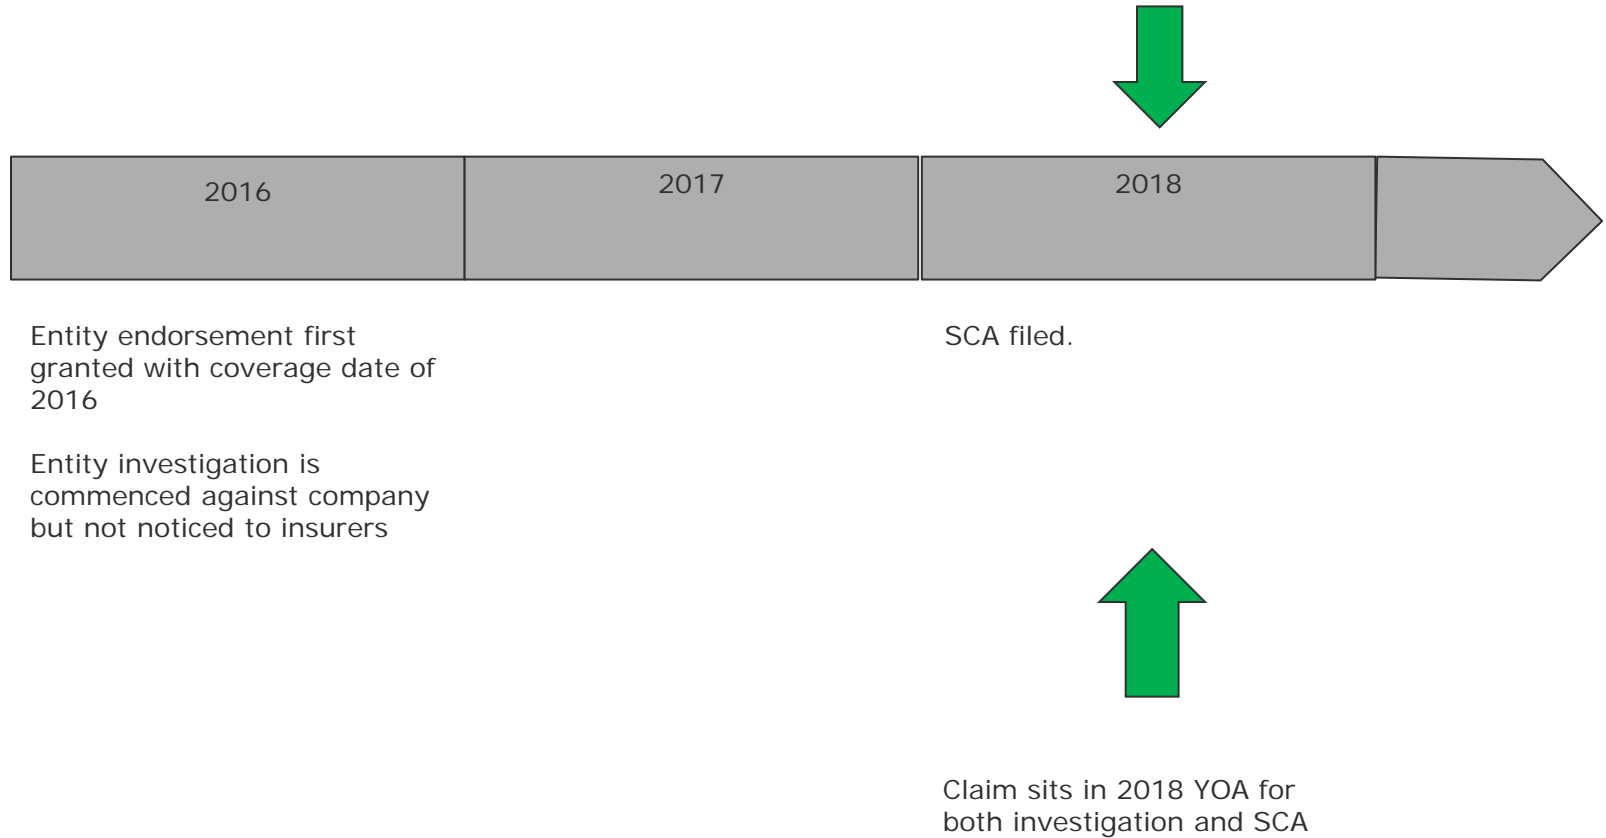 2016
2017
2018
Entity endorsement first
granted with coverage date of
2016
Entity investigation is
commenced against company
but not noticed to insurers
SCA filed.
Claim sits in 2018 YOA for
both investigation and SCA